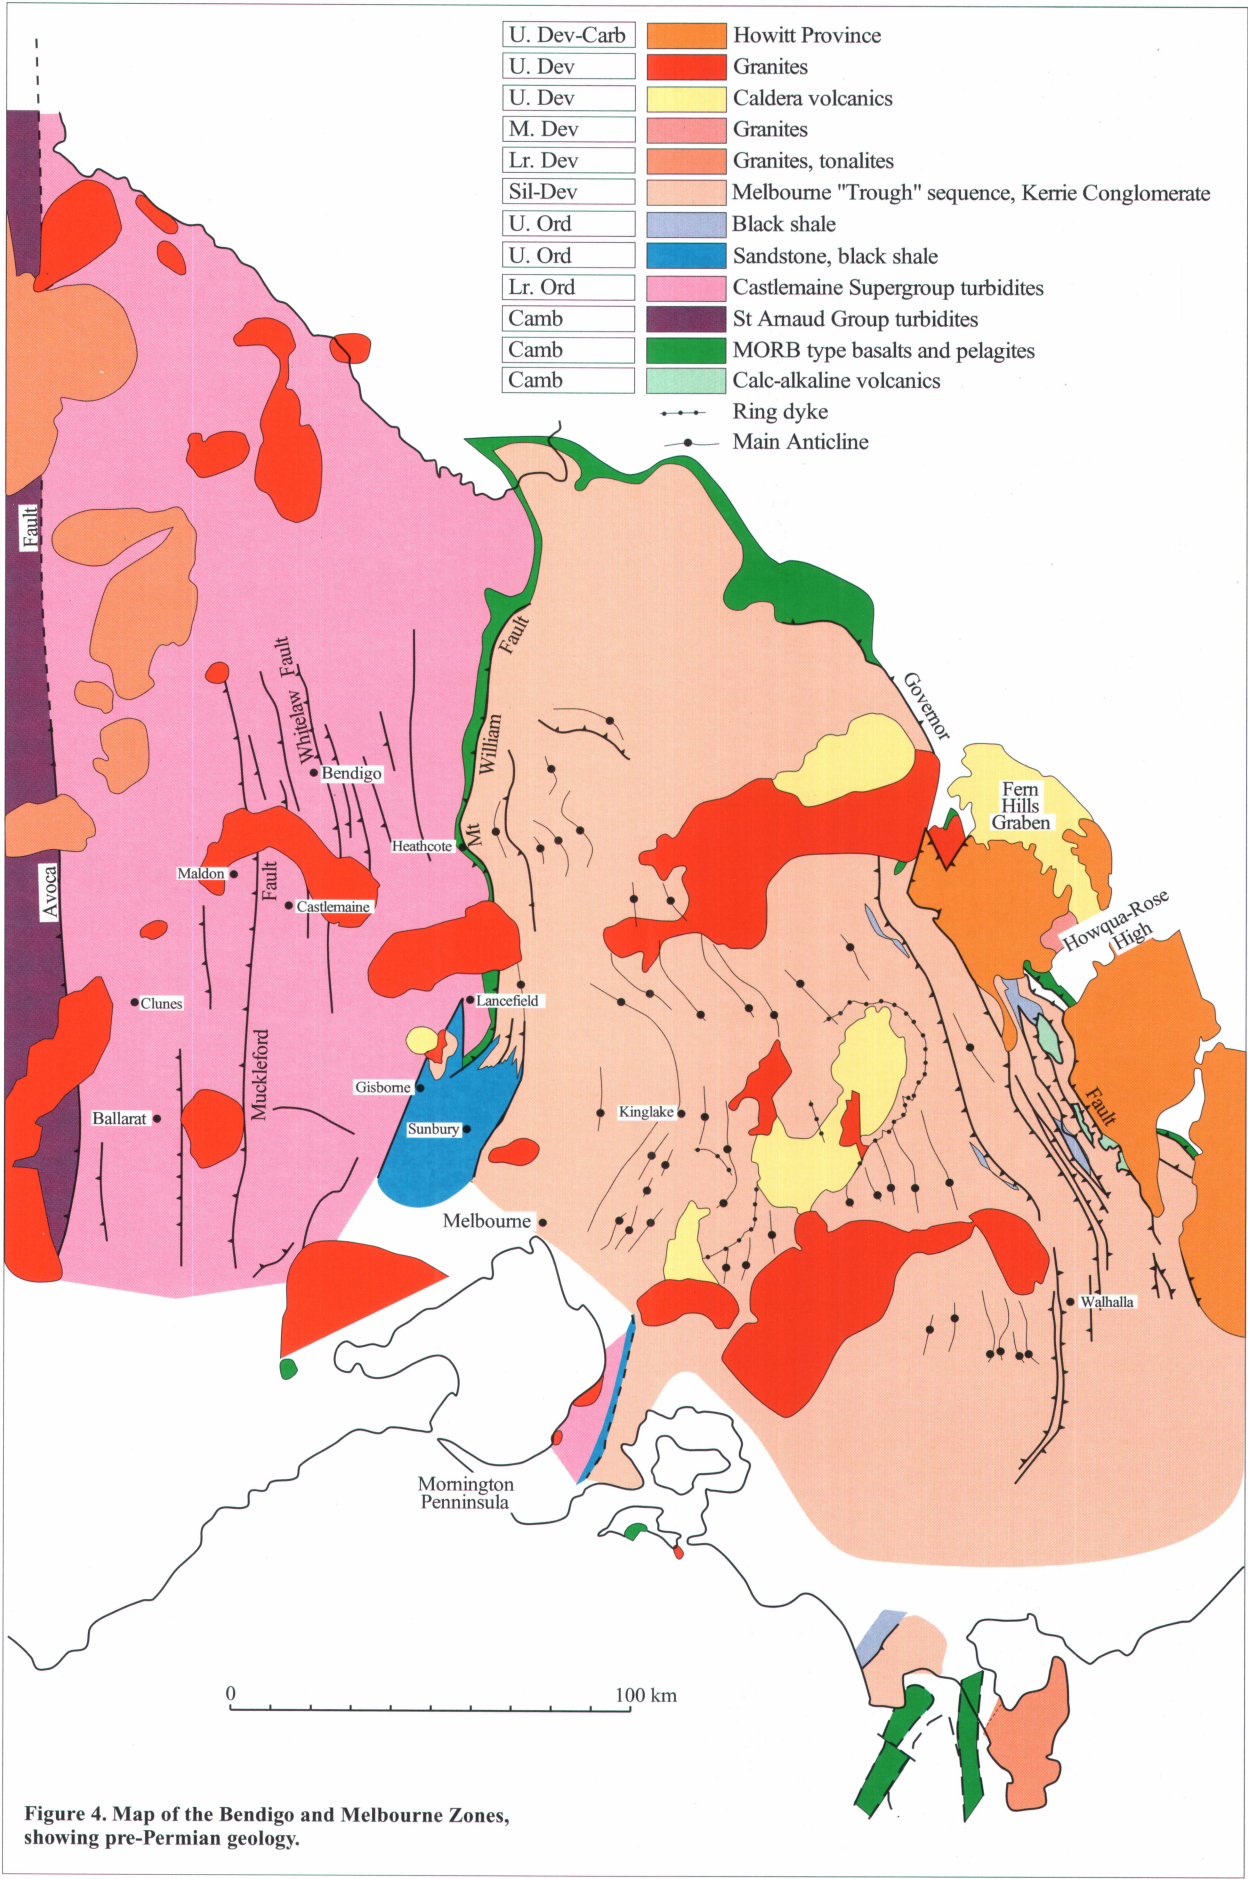 U. Dev-Carb Howitt Province
U. Dev Granites
U. Dev Caldera volcanics
M. Dev Granites
Lr. Dev Granites, tonalites
Sil-Dev Melbourne "Trough" sequence, Kerrie Conglomerate
U. Ord Black shale
U. Ord Sandstone, black shale
Lr. Ord Castlemaine Supergroup turbidites
Camb St Arnaud Group turbidites
Camb MORB type basalts and pelagites
Camb Calc-alkaline volcanics
Ring dyke
Main Anticline
Fault
Avoca
Whitelaw Fault
Bendigo
Heathcote
Maldon
Fault
Castlemaine
Clunes
Muckleford
Ballarat
Fault
William
Mt
Lancefield
Gisborne
Sunbury
Melbourne
Kinglake
Governor
Fern
Hills
Graben
Howqua-Rose
High
Fault
Walhalla
Mornington
Penninsula
0 100 km
Figure 4. Map of the Bendigo and Melbourne Zones,
showing pre-Permian geology.